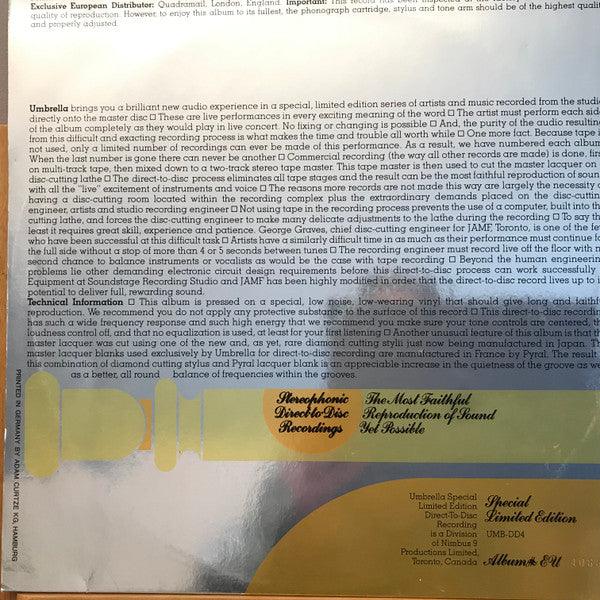 Exclusive European Distributor: Quadramail, London, England. Important: This record has been inspected at the
quality of reproduction. However, to enjoy this album to its fullest, the phonograph cartridge, stylus and tone arm should be of the highest qualit
and properly adjusted.
Umbrella brings you a brilliant new audio experience in a special, limited edition series of artists and music recorded from the studi
directly onto the master disc □ These are live performances in every exciting meaning of the word □ The artist must perform each side
of the album completely as they would play in live concert. No fixing or changing is possible □ And, the purity of the audio resulting
from this difficult and exacting recording process is what makes the time and trouble all worth while □ One more fact. Because tape i
not used, only a limited number of recordings can ever be made of this performance. As a result, we have numbered each album
When the last number is gone there can never be another □ Commercial recording (the way all other records are made) is done, firs
on multi-track tape, then mixed down to a two-track stereo tape master. This tape master is then used to cut the master lacquer on
disc-cutting lathe □ The direct-to-disc process eliminates all tape stages and the result can be the most faithful reproduction of soun
with all the "live" excitement of instruments and voice □ The reasons more records are not made this way are largely the necessity o
having a disc-cutting room located within the recording complex plus the extraordinary demands placed on the disc-cuttin
engineer, artists and studio recording engineer □ Not using tape in the recording process prevents the use of a computer, built into th
cutting lathe, and forces the disc-cutting engineer to make many delicate adjustments to the lathe during the recording □ To say th
least it requires great skill, experience and patience. George Graves, chief disc-cutting engineer for JAMF, Toronto, is one of the fe
who have been successful at this difficult task □ Artists have a similarly difficult time in as much as their performance must continue fo
the full side without a stop of more than 4 or 5 seconds between tunes □ The recording engineer must record live off the floor with n
second chance to balance instruments or vocalists as would be the case with tape recording □ Beyond the human engineerin
problems lie other demanding electronic circuit design requirements before the direct-to-disc process can work successfully
Equipment at Soundstage Recording Studio and JAMF has been highly modified so that the direct-to-disc record lives up to i
potential to deliver full, rewarding sound.
Technical Information □ This album is pressed on a special, low noise, low-wearing vinyl that should give long and faithfu
reproduction. We recommend you do not apply any protective substance to the surface of this record □ This direct-to-disc recordin
has such a wide frequency response and such high energy that we recommend you make sure your tone controls are centered, th
loudness control off, and that no equalization is used, at least for your first listening □ Another unusual feature of this album is that th
master lacquer was cut using one of the new and, as yet, rare diamond cutting stylii just now being manufactured in Japan. Th
master lacquer blanks used exclusively by Umbrella for direct-to-disc recording are manufactured in France by Pyral. The result
this combination of diamond cutting stylus and Pyral lacquer blank is an appreciable increase in the quietness of the groove as we
as a better, all round balance of frequencies within the grooves.
PRINTED IN GERMANY BY ADAM CURTZE KG, HAMBURG
Stereophonic
Direct-to-Disc
Recordings
The Most Faithful
Reproduction of Sound
Yet Possible
Umbrella Special
Limited Edition
Direct-To-Disc
Recording
is a Division
of Nimbus 9
Productions Limited,
Toronto, Canada
Special
Limited Edition
UMB-DD4
Album# EU